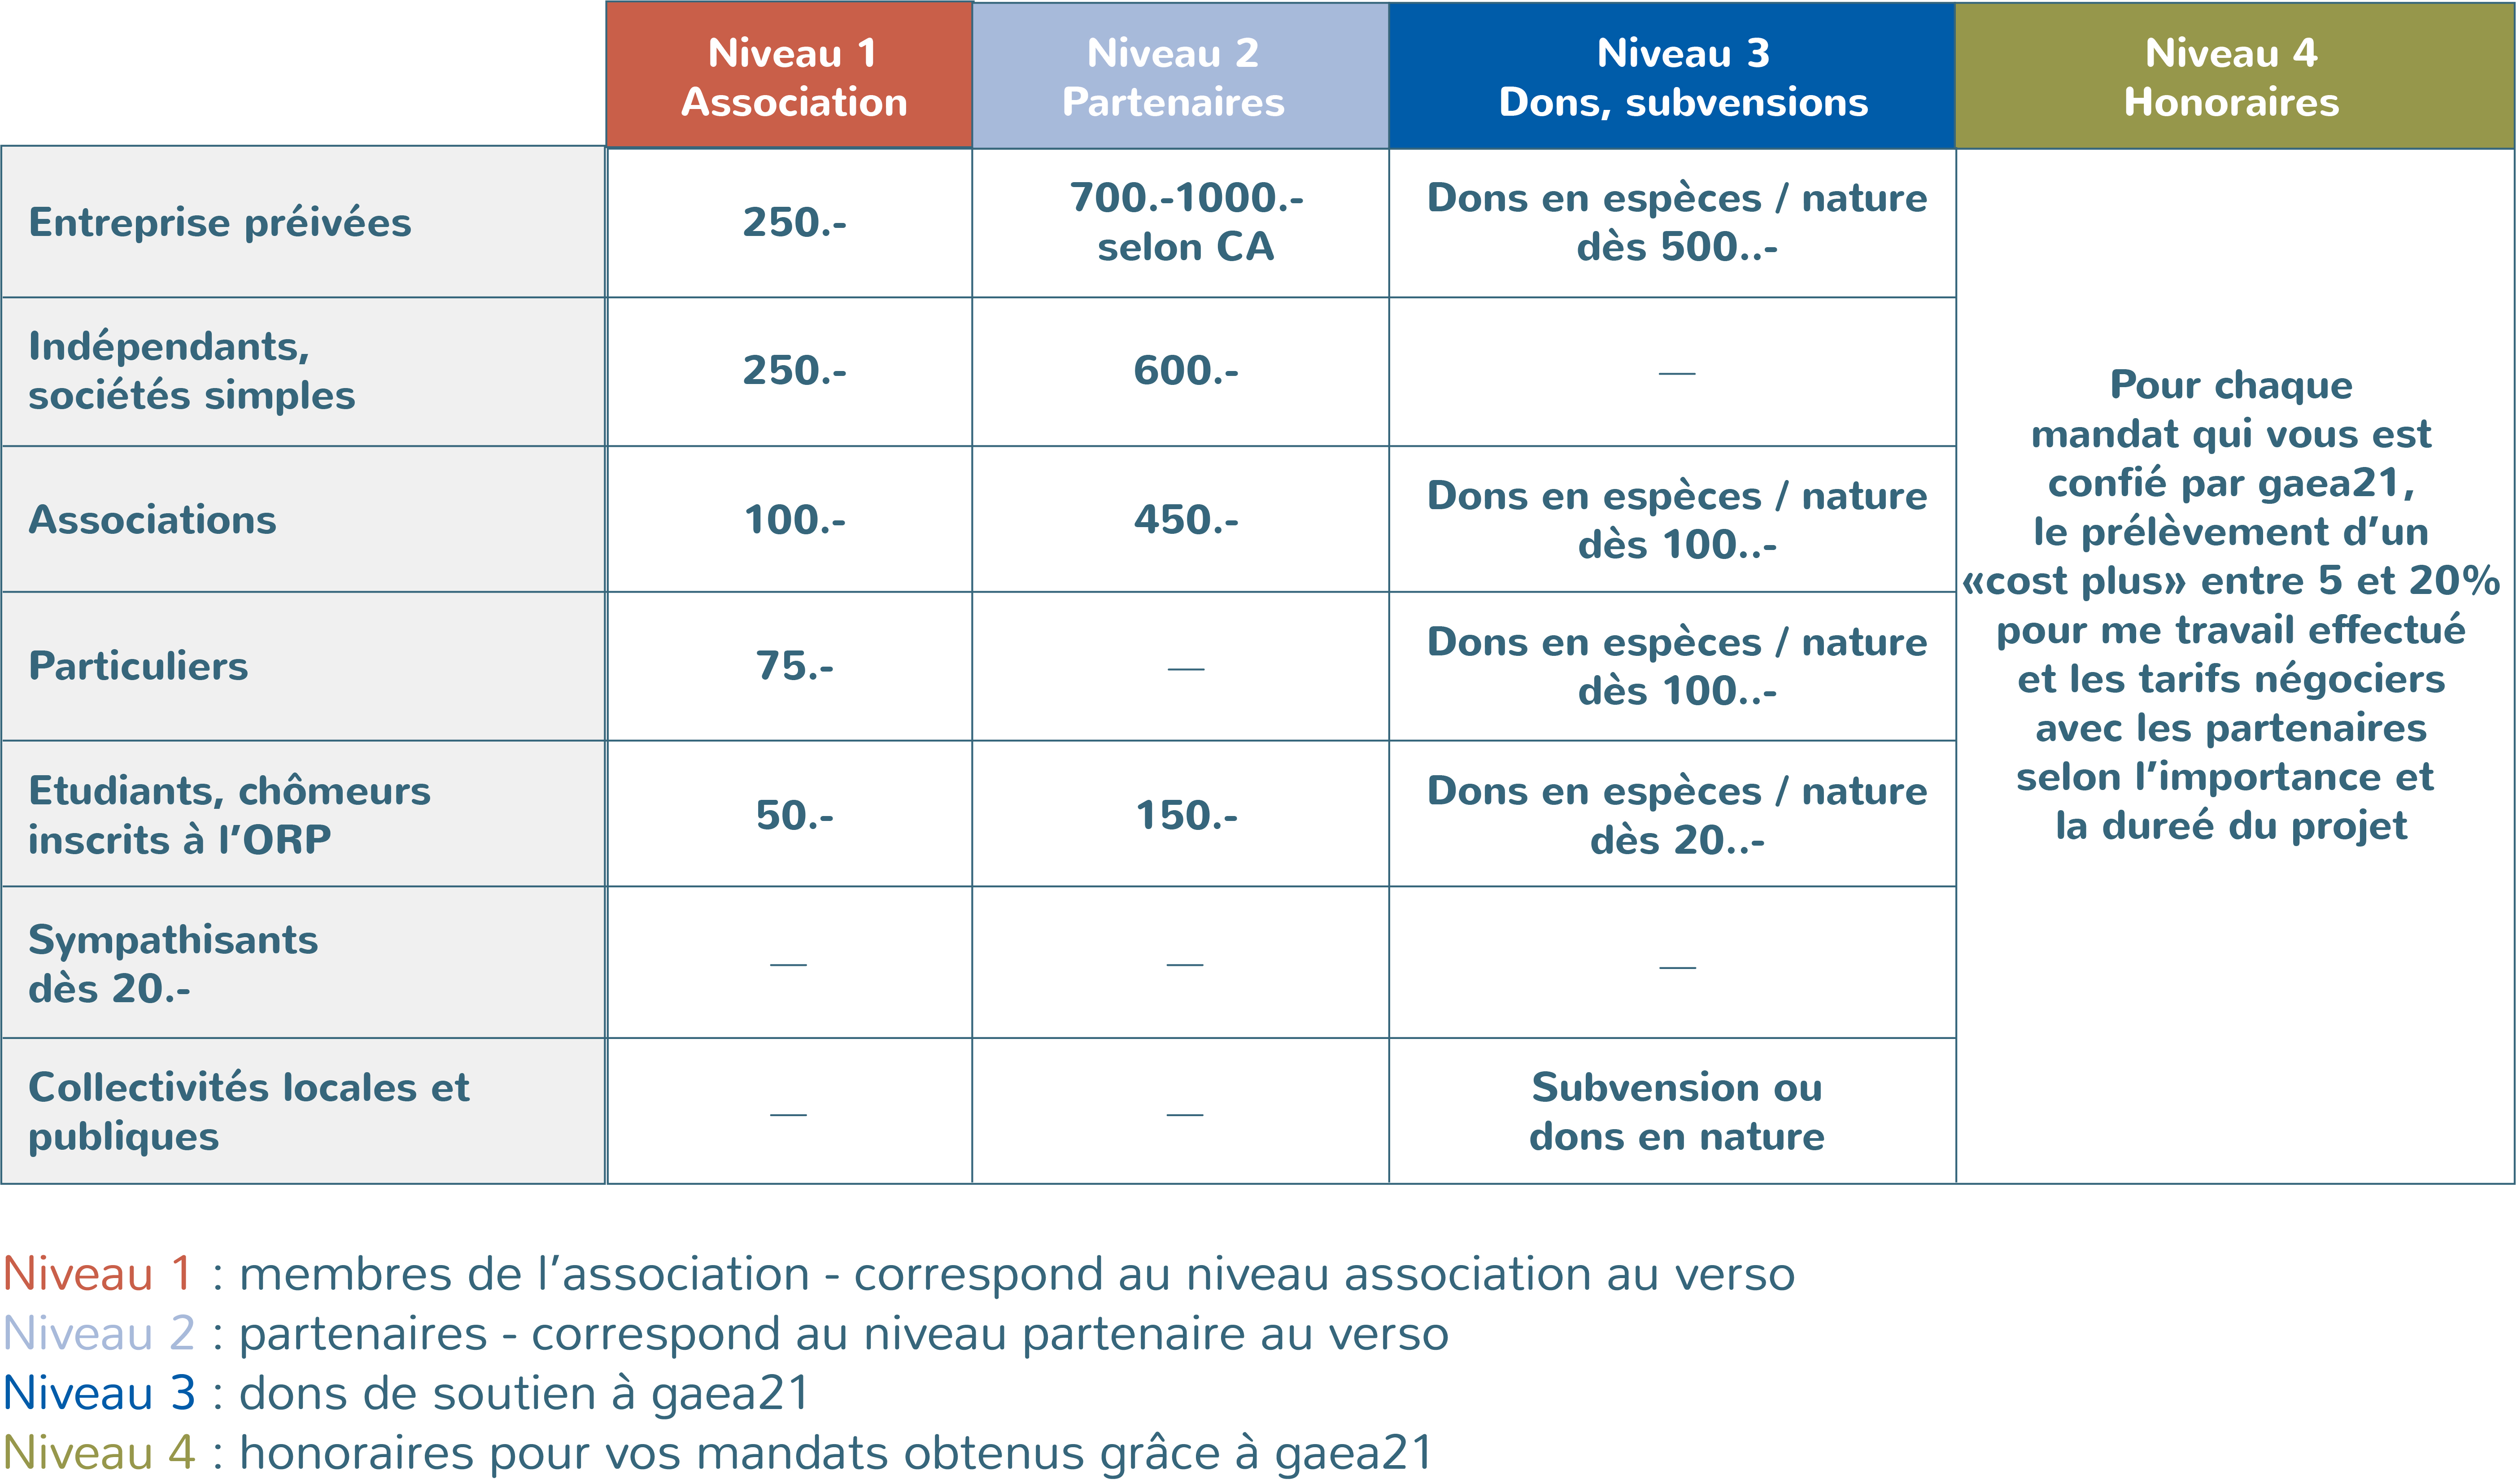 Niveau 1
Association
Niveau 2
Partenaires
Niveau 3
Dons, subvensions
Niveau 4
Honoraires
Entreprise préivées
250.-
700.-1000.-
selon CA
Dons en espèces / nature
dès 500..-
Indépendants,
sociétés simples
250.-
600.-
—
Associations
100.-
450.-
Dons en espèces / nature
dès 100..-
Particuliers
75.-
—
Dons en espèces / nature
dès 100..-
Etudiants, chômeurs
inscrits à l’ORP
50.-
150.-
Dons en espèces / nature
dès 20..-
Sympathisants
dès 20.-
—
—
—
Collectivités locales et
publiques
—
—
Subvension ou
dons en nature
Pour chaque
mandat qui vous est
confié par gaea21,
le prélèvement d’un
«cost plus» entre 5 et 20%
pour me travail effectué
et les tarifs négociers
avec les partenaires
selon l’importance et
la dureé du projet
Niveau 1 : membres de l’association - correspond au niveau association au verso
Niveau 2 : partenaires - correspond au niveau partenaire au verso
Niveau 3 : dons de soutien à gaea21
Niveau 4 : honoraires pour vos mandats obtenus grâce à gaea21